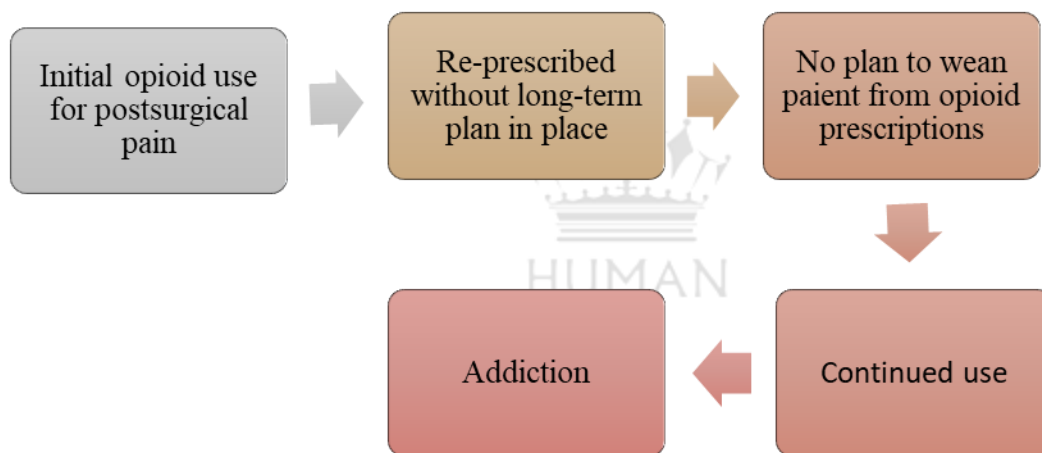 Initial opioid use
for postsurgical
pain
Re-prescribed
without long-term
plan in place
No plan to wean
paient from opioid
prescriptions
HUMAN
Addiction
Continued use